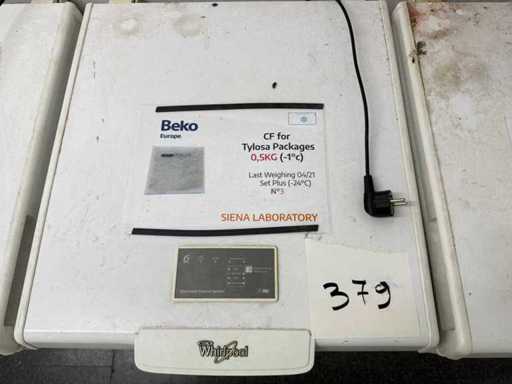 Beko
Europe
CF for
Tylosa Packages
0,5KG (-1°c)
Last Weighing 04/21
Set Plus (-24°C)
N°3
SIENA LABORATORY
379
Whirlpool